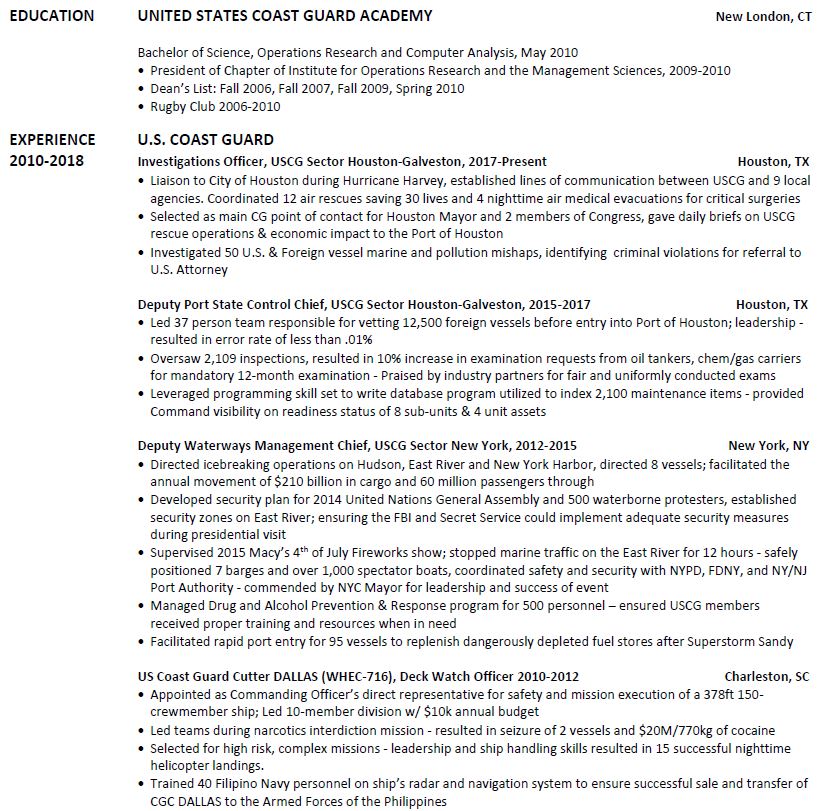 EDUCATION UNITED STATES COAST GUARD ACADEMY New London, CT
Bachelor of Science, Operations Research and Computer Analysis, May 2010
• President of Chapter of Institute for Operations Research and the Management Sciences, 2009-2010
• Dean's List: Fall 2006, Fall 2007, Fall 2009, Spring 2010
• Rugby Club 2006-2010
EXPERIENCE U.S. COAST GUARD
2010-2018 Investigations Officer, USCG Sector Houston-Galveston, 2017-Present Houston, TX
• Liaison to City of Houston during Hurricane Harvey, established lines of communication between USCG and 9 local
agencies. Coordinated 12 air rescues saving 30 lives and 4 nighttime air medical evacuations for critical surgeries
• Selected as main CG point of contact for Houston Mayor and 2 members of Congress, gave daily briefs on USCG
rescue operations & economic impact to the Port of Houston
• Investigated 50 U.S. & Foreign vessel marine and pollution mishaps, identifying criminal violations for referral to
U.S. Attorney
Deputy Port State Control Chief, USCG Sector Houston-Galveston, 2015-2017 Houston, TX
• Led 37 person team responsible for vetting 12,500 foreign vessels before entry into Port of Houston; leadership -
resulted in error rate of less than .01%
• Oversaw 2,109 inspections, resulted in 10% increase in examination requests from oil tankers, chem/gas carriers
for mandatory 12-month examination - Praised by industry partners for fair and uniformly conducted exams
• Leveraged programming skill set to write database program utilized to index 2,100 maintenance items - provided
Command visibility on readiness status of 8 sub-units & 4 unit assets
Deputy Waterways Management Chief, USCG Sector New York, 2012-2015 New York, NY
• Directed icebreaking operations on Hudson, East River and New York Harbor, directed 8 vessels; facilitated the
annual movement of $210 billion in cargo and 60 million passengers through
• Developed security plan for 2014 United Nations General Assembly and 500 waterborne protesters, established
security zones on East River; ensuring the FBI and Secret Service could implement adequate security measures
during presidential visit
• Supervised 2015 Macy's 4th of July Fireworks show; stopped marine traffic on the East River for 12 hours - safely
positioned 7 barges and over 1,000 spectator boats, coordinated safety and security with NYPD, FDNY, and NY/NJ
Port Authority - commended by NYC Mayor for leadership and success of event
• Managed Drug and Alcohol Prevention & Response program for 500 personnel – ensured USCG members
received proper training and resources when in need
• Facilitated rapid port entry for 95 vessels to replenish dangerously depleted fuel stores after Superstorm Sandy
US Coast Guard Cutter DALLAS (WHEC-716), Deck Watch Officer 2010-2012 Charleston, SC
• Appointed as Commanding Officer's direct representative for safety and mission execution of a 378ft 150-
crewmember ship; Led 10-member division w/ $10k annual budget
• Led teams during narcotics interdiction mission - resulted in seizure of 2 vessels and $20M/770kg of cocaine
• Selected for high risk, complex missions - leadership and ship handling skills resulted in 15 successful nighttime
helicopter landings.
• Trained 40 Filipino Navy personnel on ship's radar and navigation system to ensure successful sale and transfer of
CGC DALLAS to the Armed Forces of the Philippines